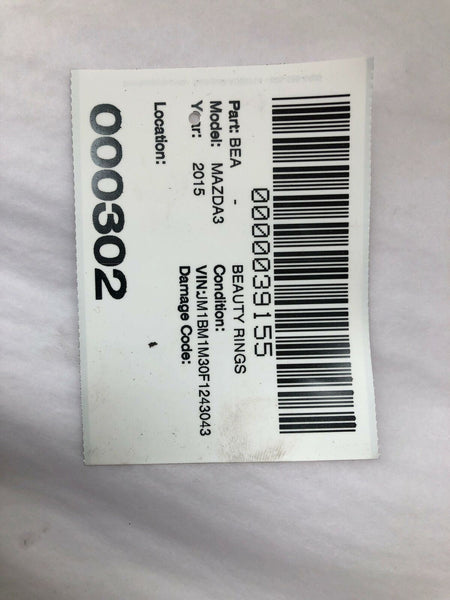 0000039155
Part: BEA - BEAUTY RINGS
Model: MAZDA3 Condition:
Year: 2015 VIN:JM1BM1M30F1243043
Damage Code:
Location:
000302